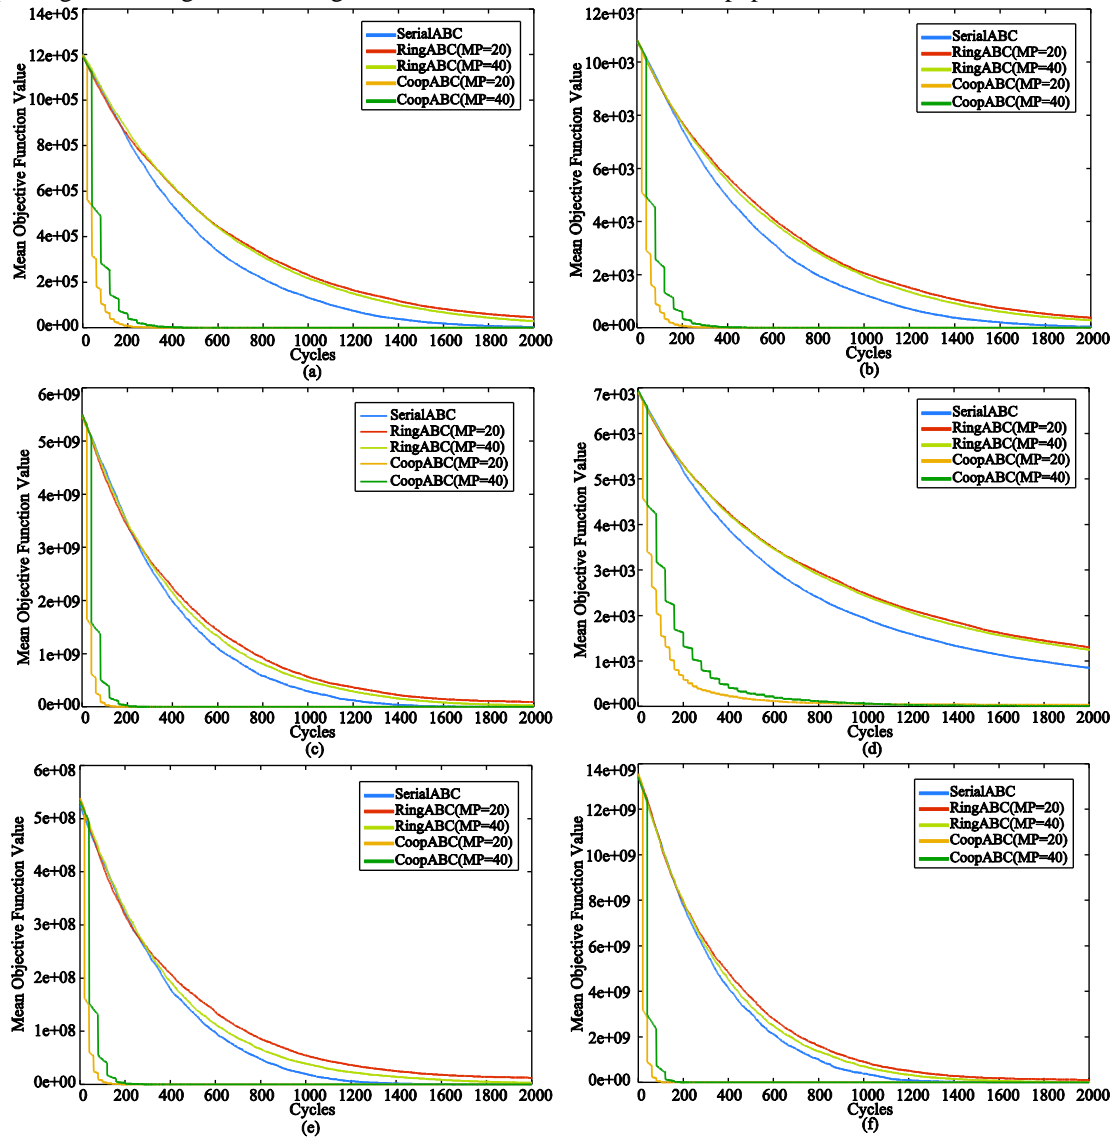 14e+05
12e+05
10e+05
8e+05
6e+05
4e+05
2e+05
0e+00
Mean Objective Function Value
SerialABC
RingABC(MP=20)
RingABC(MP=40)
CoopABC(MP=20)
CoopABC(MP=40)
0 200 400 600 800 1000 1200 1400 1600 1800 2000
Cycles
(a)
12e+03
10e+03
8e+03
6e+03
4e+03
2e+03
0e+00
Mean Objective Function Value
SerialABC
RingABC(MP=20)
RingABC(MP=40)
CoopABC(MP=20)
CoopABC(MP=40)
0 200 400 600 800 1000 1200 1400 1600 1800 2000
Cycles
(b)
6e+09
5e+09
4e+09
3e+09
2e+09
1e+09
0e+00
Mean Objective Function Value
SerialABC
RingABC(MP=20)
RingABC(MP=40)
CoopABC(MP=20)
CoopABC(MP=40)
0 200 400 600 800 1000 1200 1400 1600 1800 2000
Cycles
(c)
7e+03
6e+03
5e+03
4e+03
3e+03
2e+03
1e+03
0e+00
Mean Objective Function Value
SerialABC
RingABC(MP=20)
RingABC(MP=40)
CoopABC(MP=20)
CoopABC(MP=40)
0 200 400 600 800 1000 1200 1400 1600 1800 2000
Cycles
(d)
6e+08
5e+08
4e+08
3e+08
2e+08
1e+08
0e+00
Mean Objective Function Value
SerialABC
RingABC(MP=20)
RingABC(MP=40)
CoopABC(MP=20)
CoopABC(MP=40)
0 200 400 600 800 1000 1200 1400 1600 1800 2000
Cycles
(e)
14e+09
12e+09
10e+09
8e+09
6e+09
4e+09
2e+09
0e+00
Mean Objective Function Value
SerialABC
RingABC(MP=20)
RingABC(MP=40)
CoopABC(MP=20)
CoopABC(MP=40)
0 200 400 600 800 1000 1200 1400 1600 1800 2000
Cycles
(f)